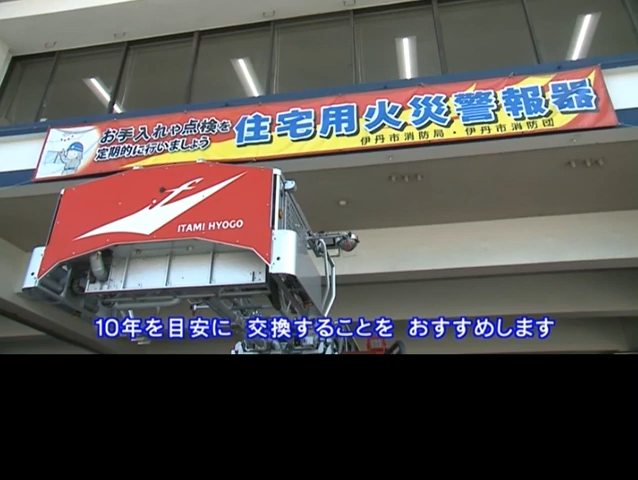 お手入れや点検を
定期的に行いましょう
住宅用火災警報器
伊丹市消防局・伊丹市消防団
ITAMI HYOGO
10年を目安に 交換することを おすすめします